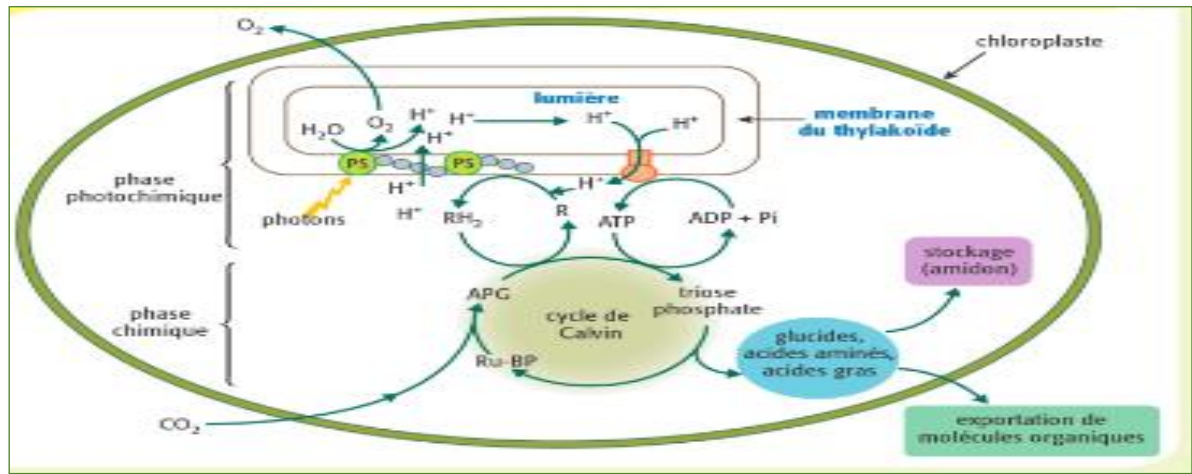 O₂
chloroplaste
lumière
H⁺
H⁺
H⁺
H⁺
H₂O
O₂
H⁺
membrane
du thylakoïde
PS
PS
phase
photochimique
H⁺
H⁺
H⁺
photons
RH₂
R
ATP
ADP + Pi
stockage
(amidon)
phase
chimique
APG
triose
phosphate
cycle de
Calvin
glucides,
acides aminés,
acides gras
Ru-BP
CO₂
exportation de
molécules organiques